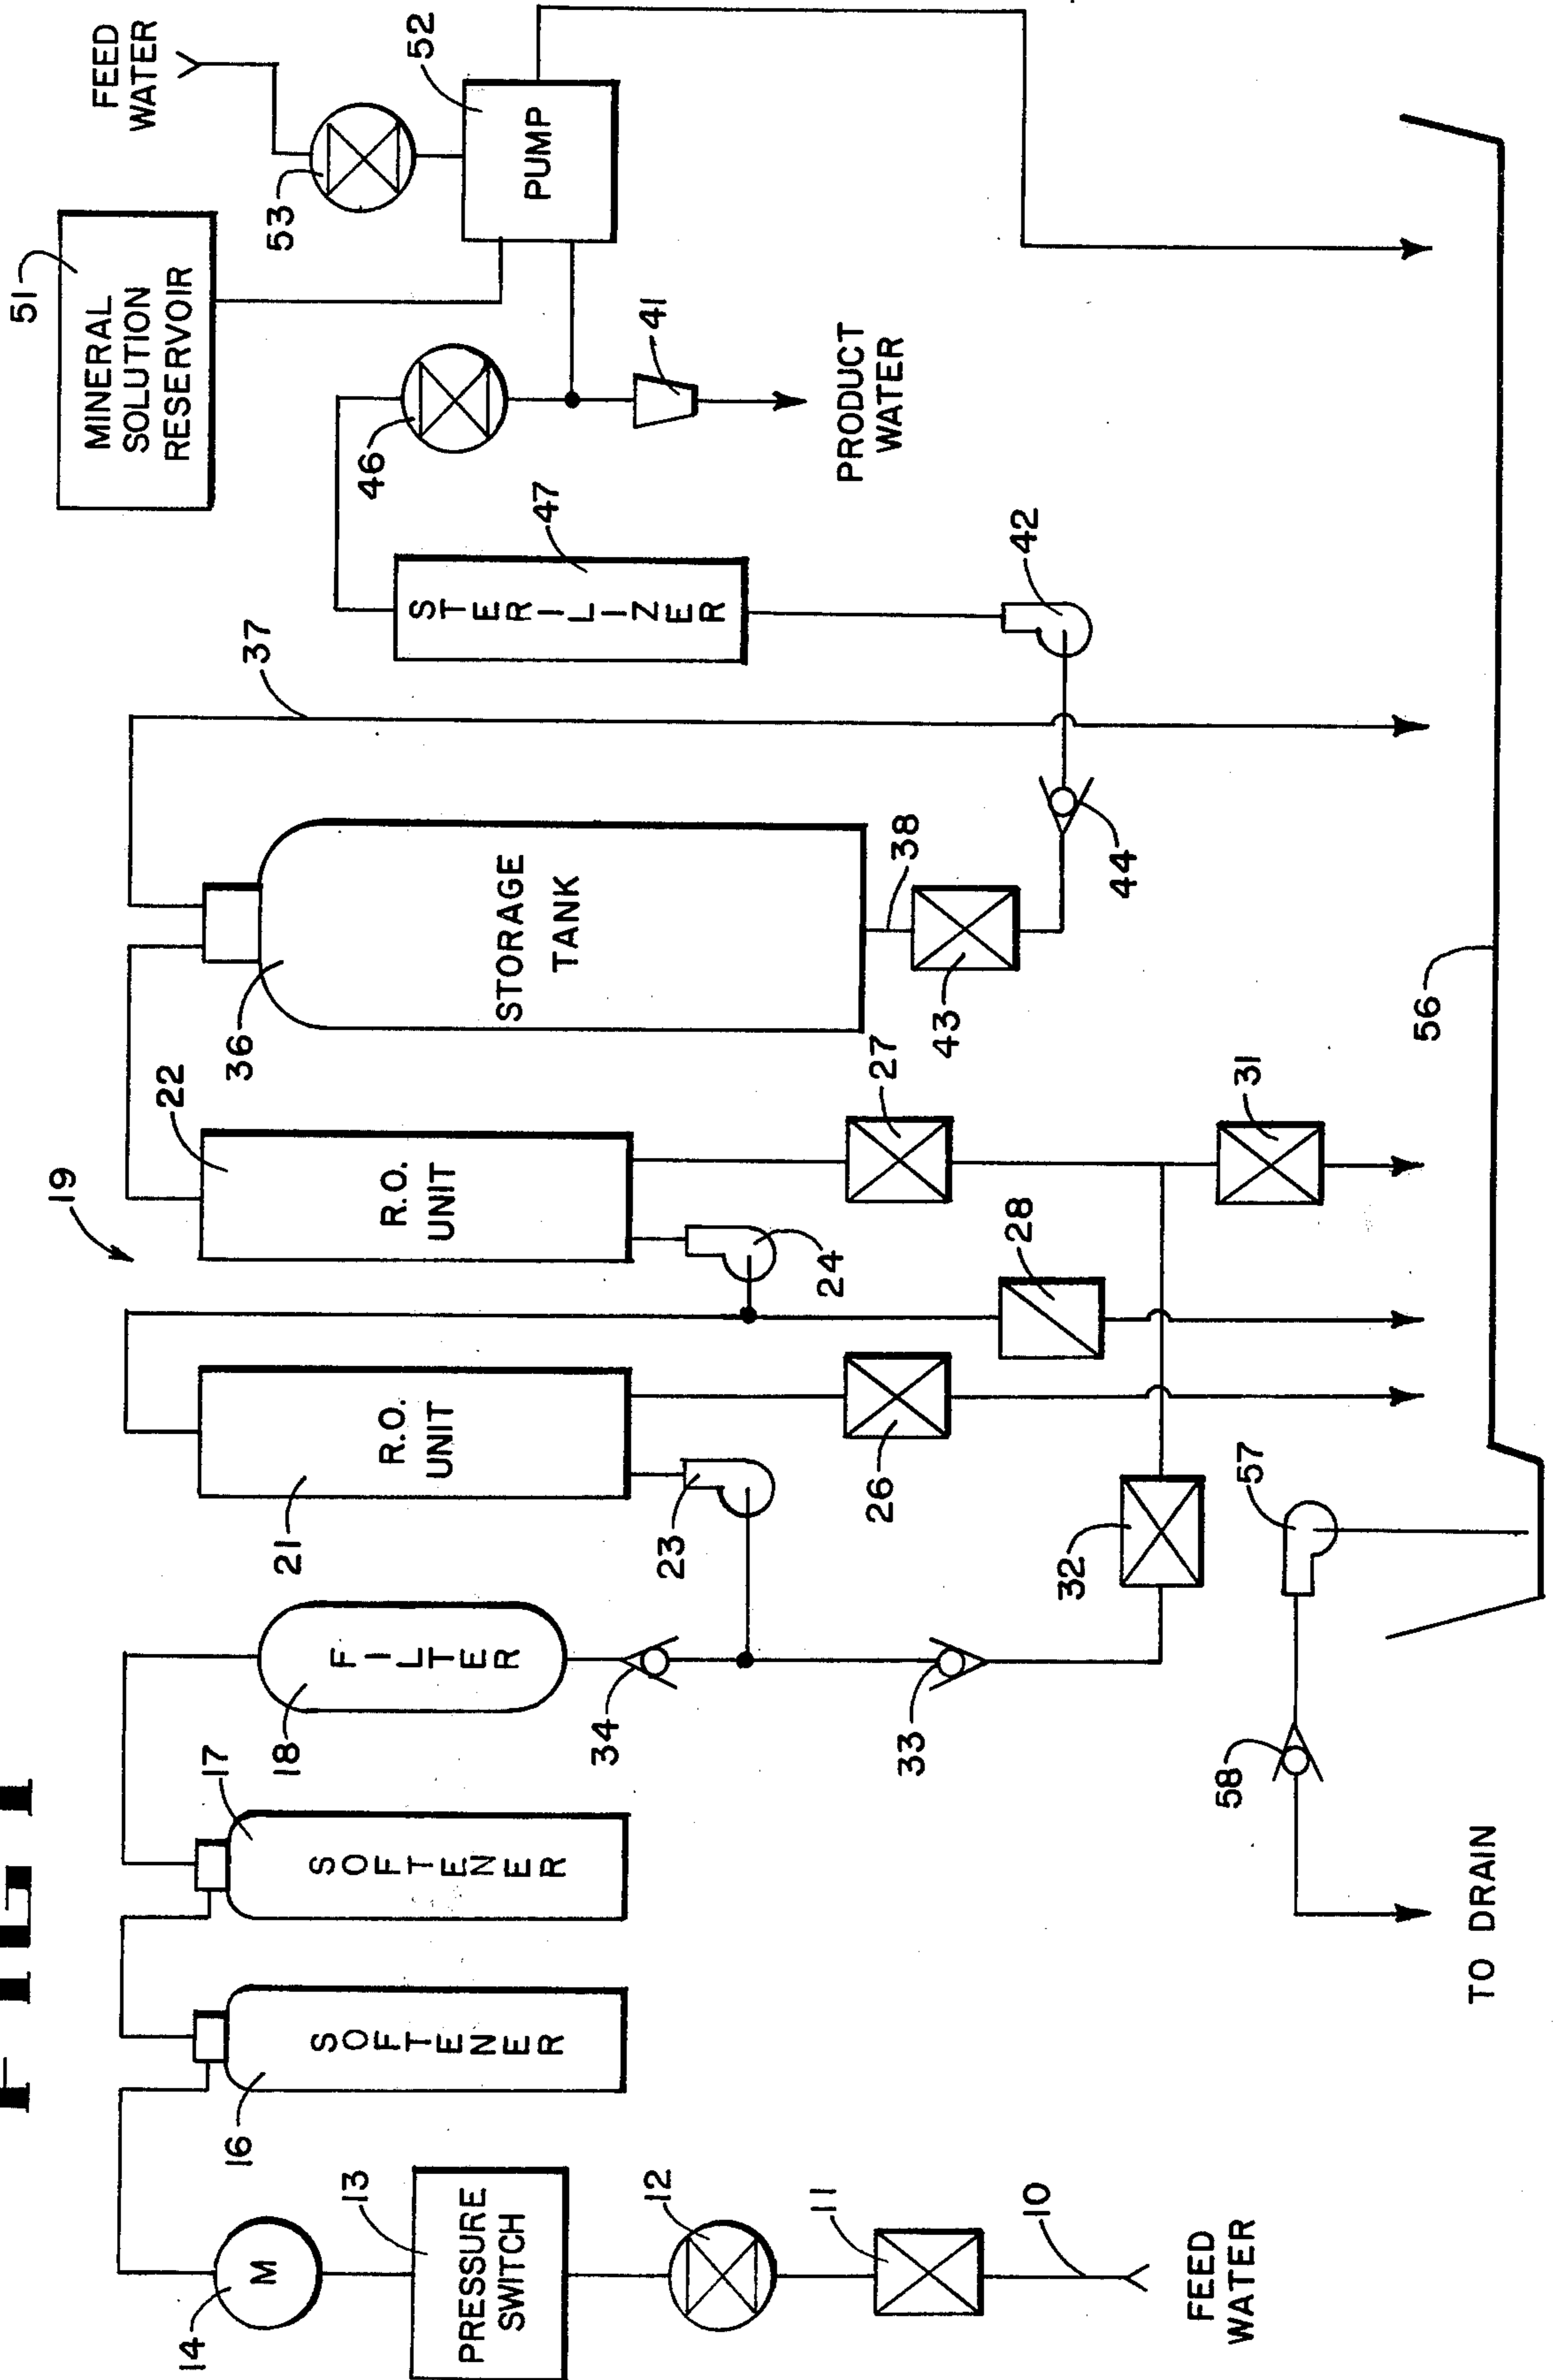 FIG_1
51
MINERAL
SOLUTION
RESERVOIR
FEED
WATER
53
52
PUMP
46
41
PRODUCT
WATER
47
STERILIZER
42
37
36
STORAGE
TANK
38
43
44
19
22
R.O.
UNIT
24
27
28
31
21
R.O.
UNIT
23
26
32
18
FILTER
34
33
17
SOFTENER
16
SOFTENER
14
M
13
PRESSURE
SWITCH
12
11
10
FEED
WATER
56
57
58
TO DRAIN